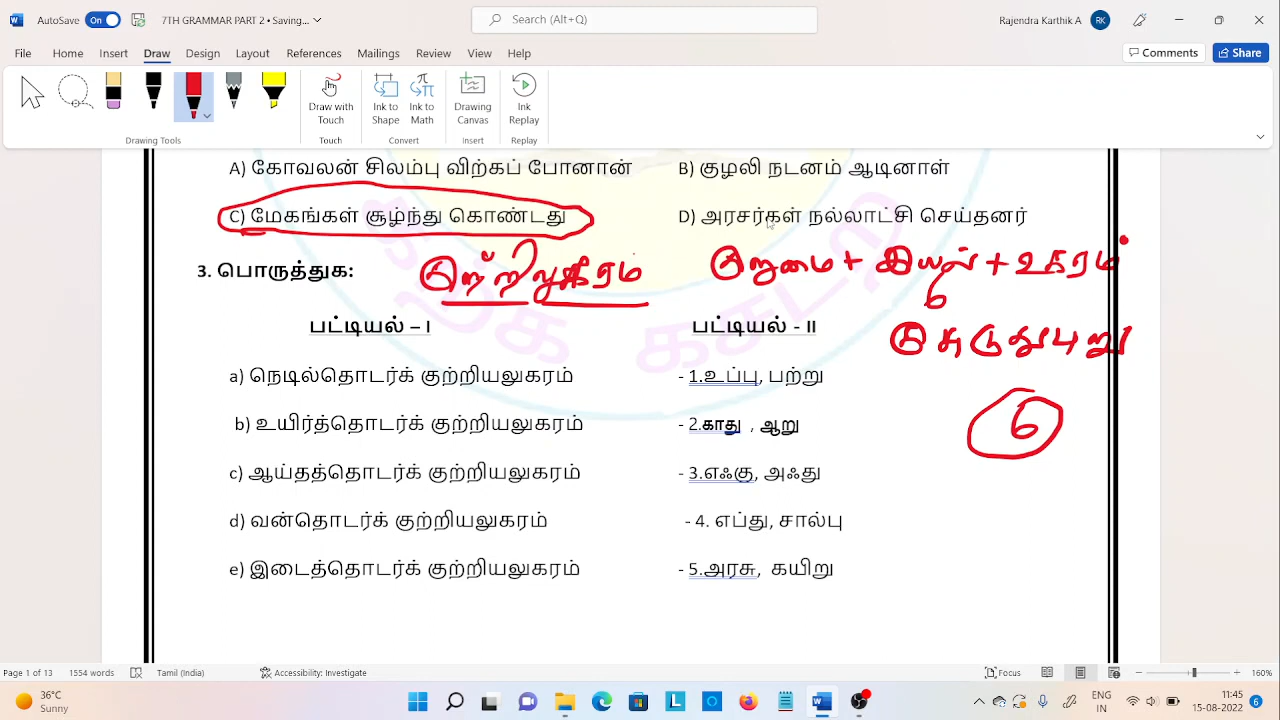 AutoSave On 7TH GRAMMAR PART 2 • Saving... Search (Alt+Q) Rajendra Karthik A RK
File Home Insert Draw Design Layout References Mailings Review View Help Comments Share
Draw with Touch Ink to Shape Ink to Math Drawing Canvas Ink Replay
Drawing Tools Touch Convert Insert Replay
A) கோவலன் சிலம்பு விற்கப் போனான் B) குழலி நடனம் ஆடினாள்
C) மேகங்கள் சூழ்ந்து கொண்டது D) அரசர்கள் நல்லாட்சி செய்தனர்
குறுமை + இயல் + உகரம்
3. பொருத்துக:
6
பட்டியல் – I பட்டியல் - II
கு சு டு து பு று
a) நெடில்தொடர்க் குற்றியலுகரம் - 1.உப்பு, பற்று
b) உயிர்த்தொடர்க் குற்றியலுகரம் - 2.காது , ஆறு
6
c) ஆய்தத்தொடர்க் குற்றியலுகரம் - 3.எஃகு, அஃது
d) வன்தொடர்க் குற்றியலுகரம் - 4. எப்து, சால்பு
e) இடைத்தொடர்க் குற்றியலுகரம் - 5.அரசு, கயிறு
Page 1 of 13 1554 words Tamil (India) Accessibility: Investigate Focus 160%
36°C ENG 11:45
Sunny IN 15-08-2022 6